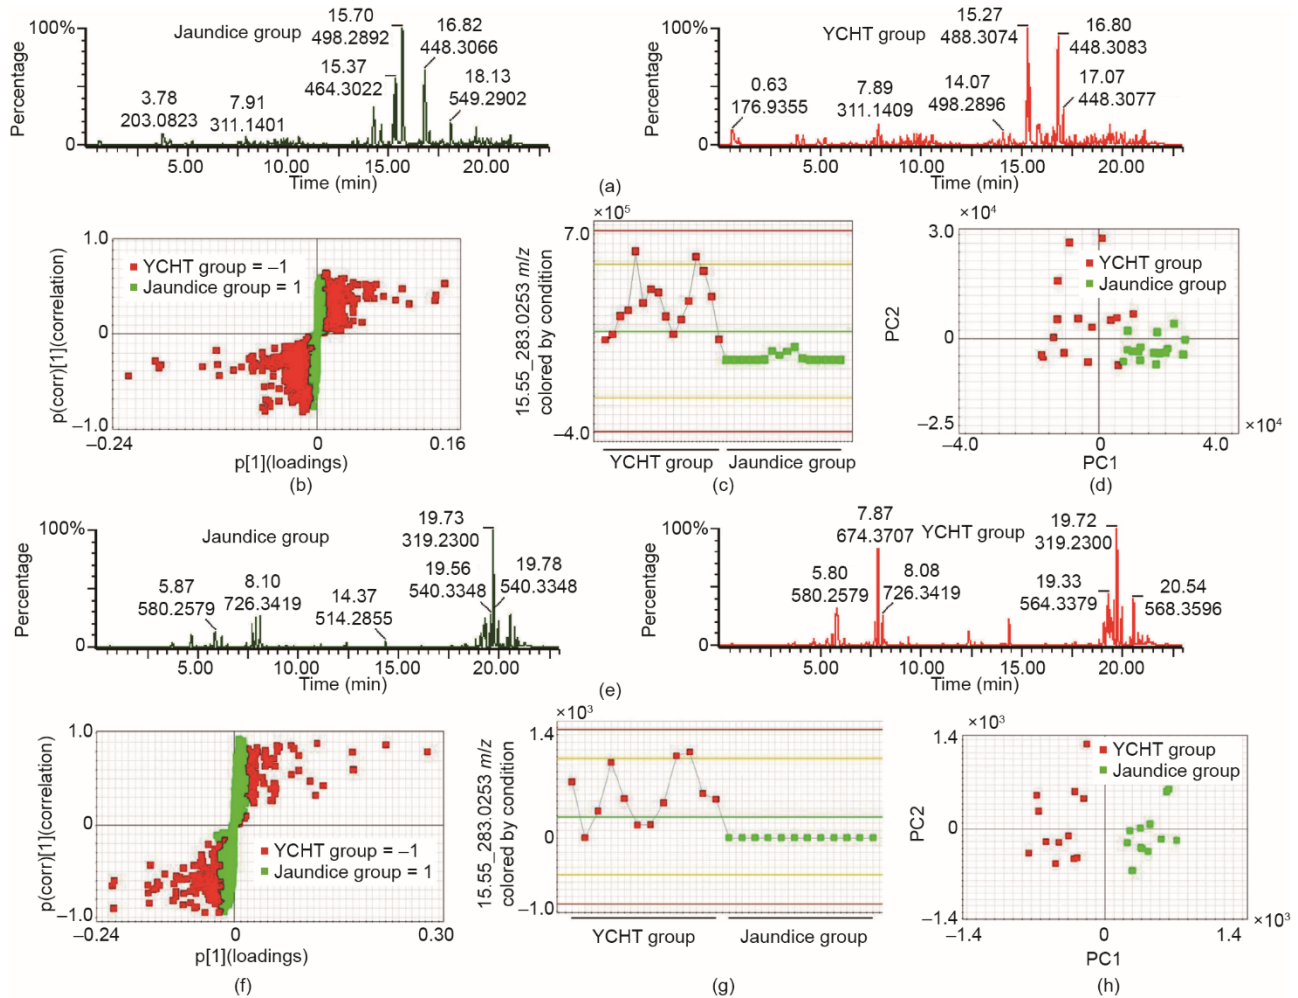 100%
Percentage
0
Jaundice group
3.78
203.0823
7.91
311.1401
15.37
464.3022
15.70
498.2892
16.82
448.3066
18.13
549.2902
5.00
10.00
15.00
20.00
Time (min)
100%
Percentage
0
YCHT group
0.63
176.9355
7.89
311.1409
14.07
498.2896
15.27
488.3074
16.80
448.3083
17.07
448.3077
5.00
10.00
15.00
20.00
Time (min)
(a)
p(corr)[1](correlation)
1.0
0
−1.0
YCHT group = −1
Jaundice group = 1
−0.24
0
0.16
p[1](loadings)
(b)
15.55_283.0253 m/z
colored by condition
×10⁵
7.0
−4.0
YCHT group
Jaundice group
(c)
×10⁴
3.0
PC2
0
−2.5
YCHT group
Jaundice group
−4.0
0
4.0
×10⁴
PC1
(d)
100%
Percentage
0
Jaundice group
5.87
580.2579
8.10
726.3419
14.37
514.2855
19.73
319.2300
19.56
540.3348
19.78
540.3348
5.00
10.00
15.00
20.00
Time (min)
100%
Percentage
0
YCHT group
5.80
580.2579
7.87
674.3707
8.08
726.3419
19.72
319.2300
19.33
564.3379
20.54
568.3596
5.00
10.00
15.00
20.00
Time (min)
(e)
p(corr)[1](correlation)
1.0
0
−1.0
YCHT group = −1
Jaundice group = 1
−0.24
0
0.30
p[1](loadings)
(f)
15.55_283.0253 m/z
colored by condition
×10³
1.4
0
−1.0
YCHT group
Jaundice group
(g)
×10³
1.4
PC2
0
−1.4
YCHT group
Jaundice group
−1.4
0
1.4
×10³
PC1
(h)